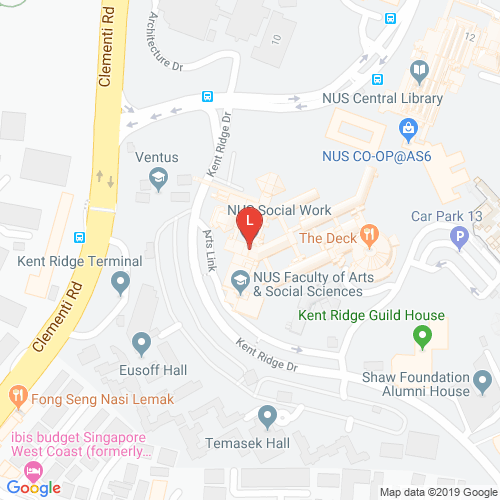 Clementi Rd
Architecture Dr
10
12
13
NUS Central Library
NUS CO-OP@AS6
Kent Ridge Dr
Ventus
L
NUS Social Work
Car Park 13
The Deck
Arts Link
Kent Ridge Terminal
NUS Faculty of Arts
& Social Sciences
Clementi Rd
Kent Ridge Guild House
Kent Ridge Dr
Eusoff Hall
Shaw Foundation
Alumni House
Fong Seng Nasi Lemak
Temasek Hall
ibis budget Singapore
West Coast (formerly...
Google
Map data ©2019 Google